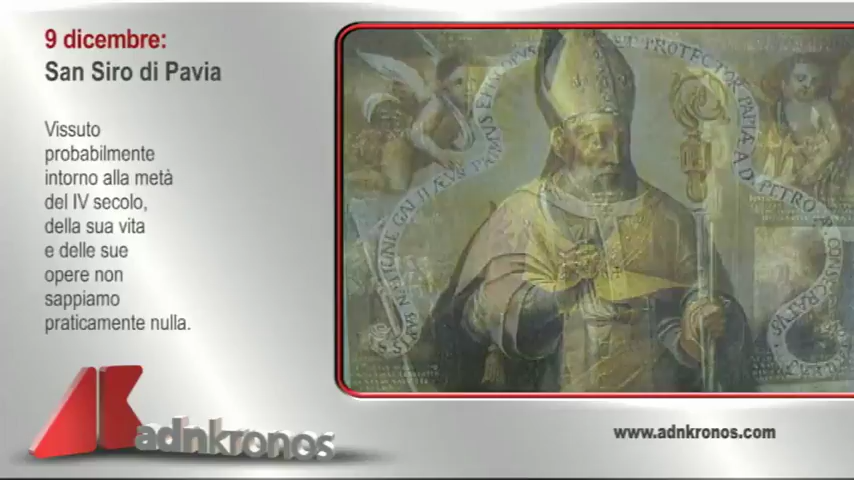 9 dicembre:
San Siro di Pavia
Vissuto
probabilmente
intorno alla metà
del IV secolo,
della sua vita
e delle sue
opere non
sappiamo
praticamente nulla.
PROTECTOR PAPIÆ A D. PETRO
adnkronos
www.adnkronos.com